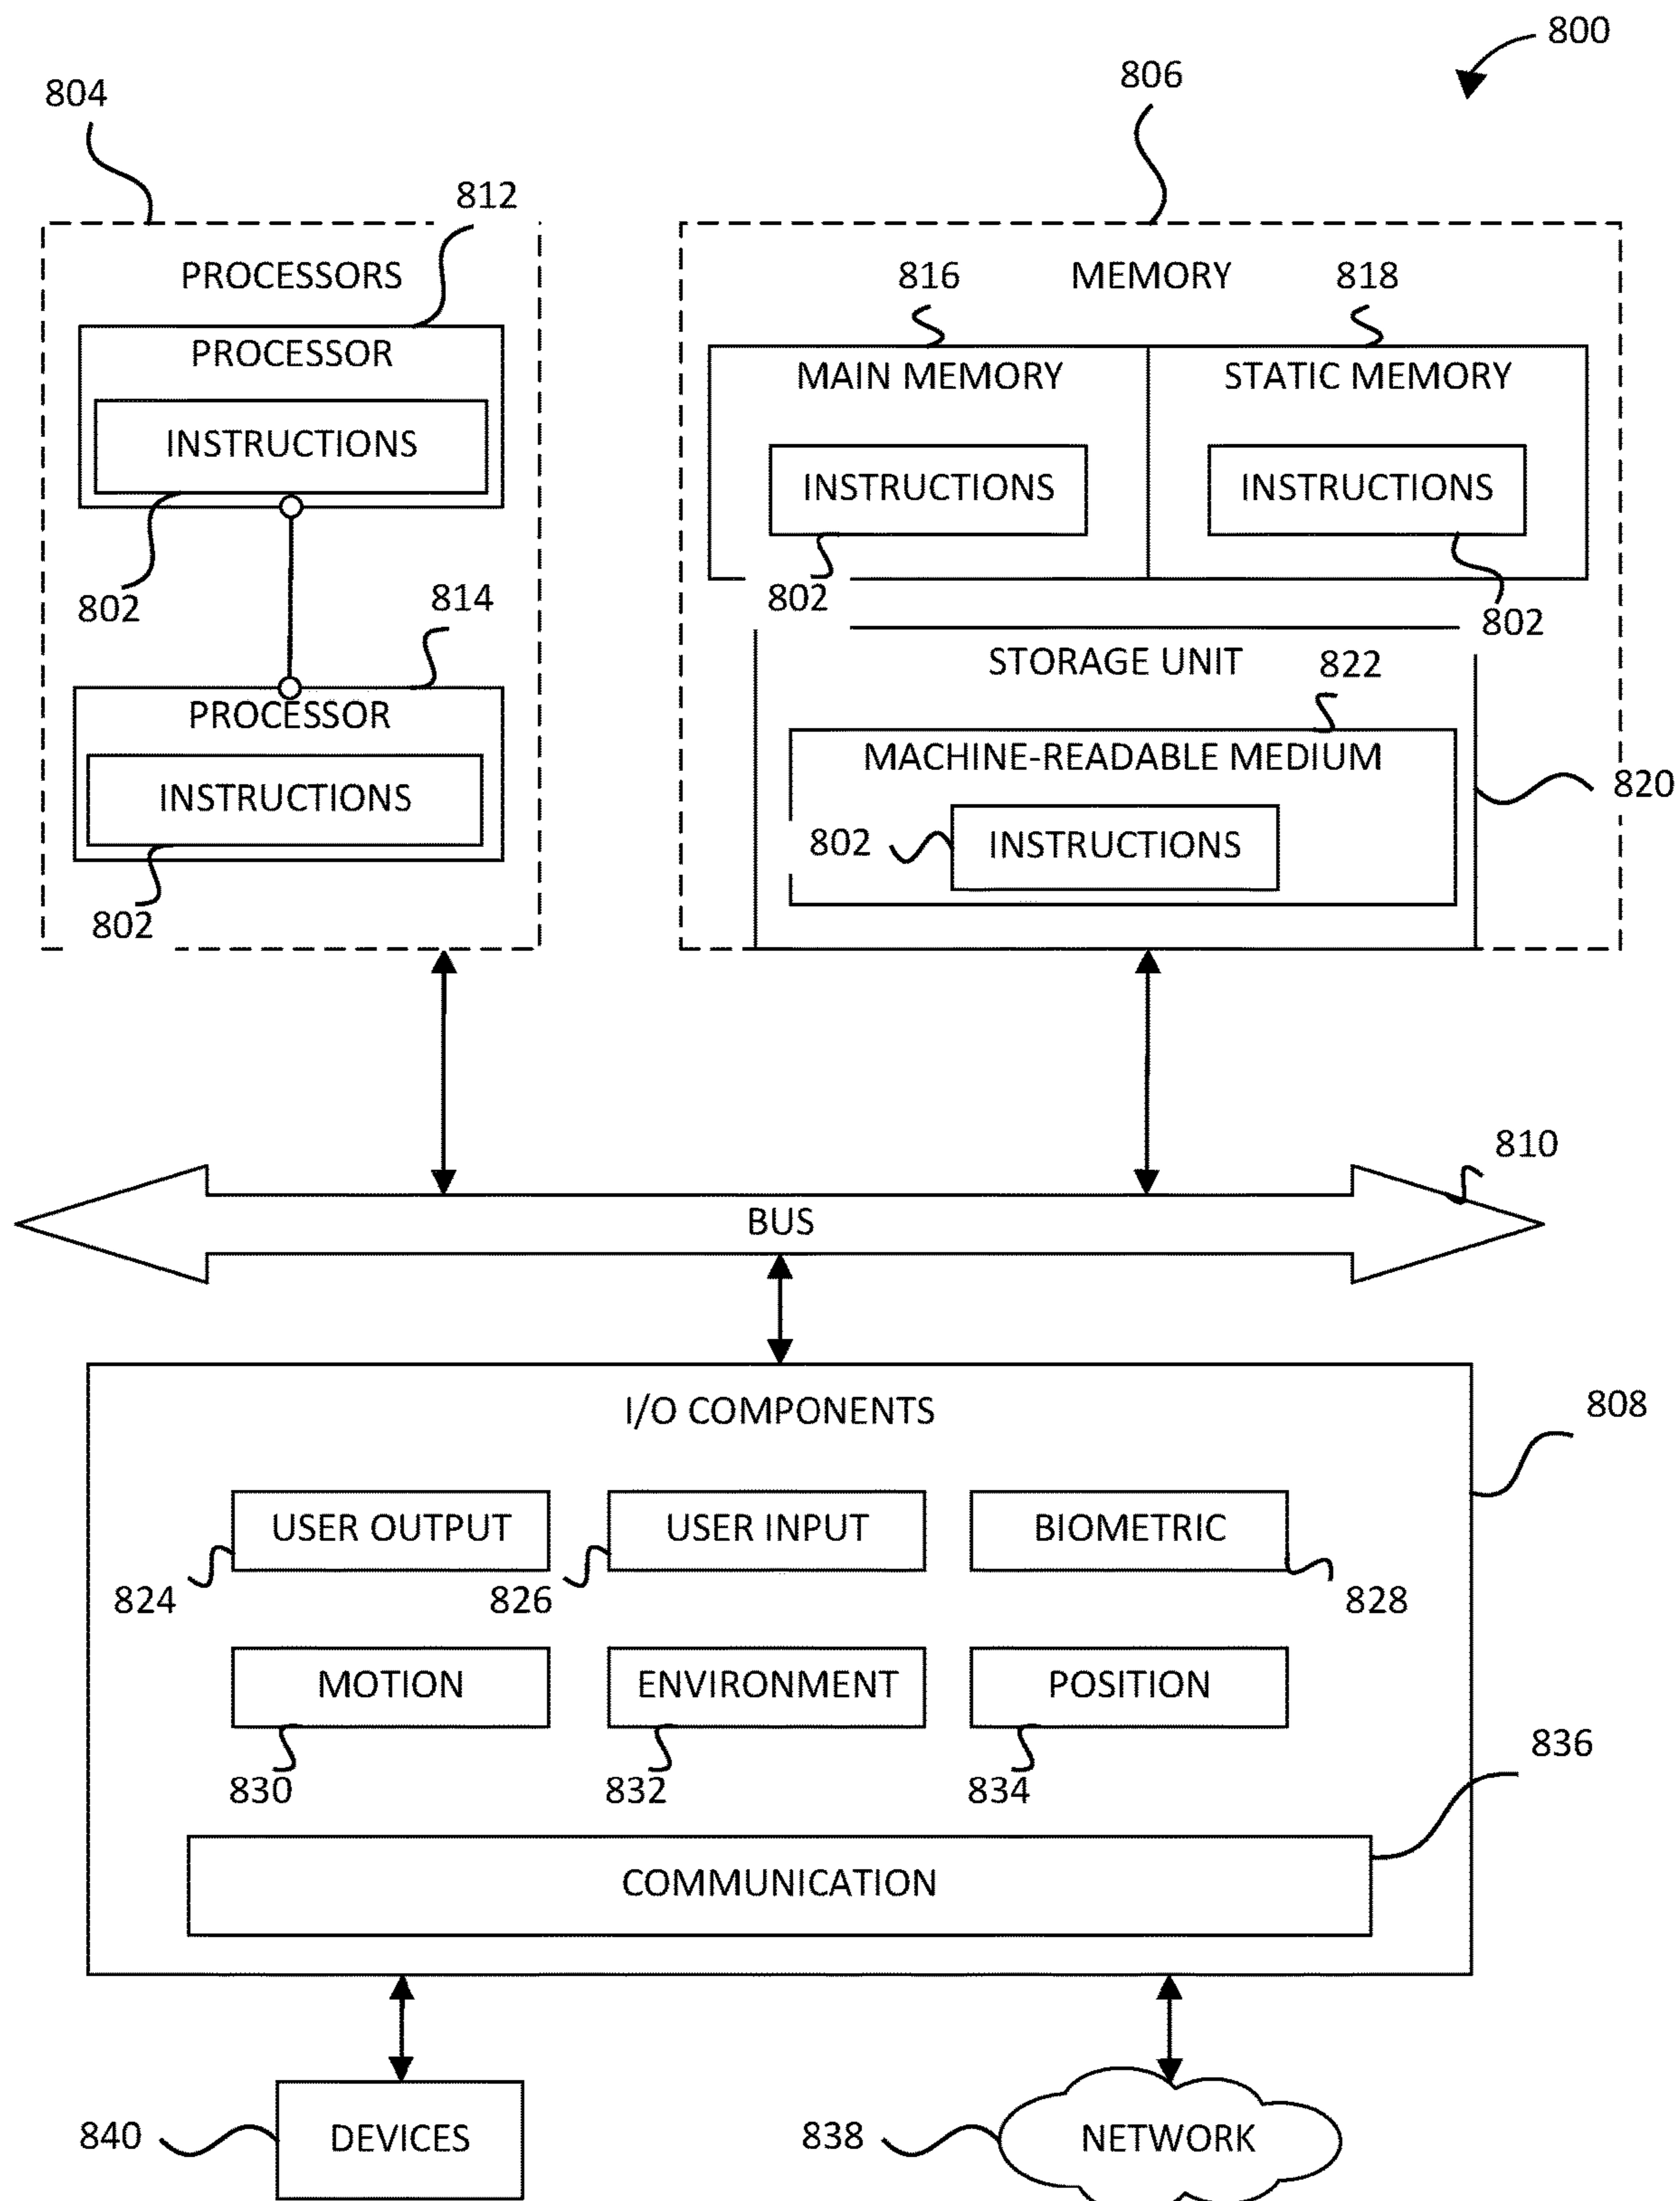 800
804
806
812
PROCESSORS
816
MEMORY
818
PROCESSOR
INSTRUCTIONS
MAIN MEMORY
STATIC MEMORY
INSTRUCTIONS
INSTRUCTIONS
802
814
802
802
STORAGE UNIT
822
PROCESSOR
INSTRUCTIONS
MACHINE-READABLE MEDIUM
820
802
INSTRUCTIONS
802
810
BUS
I/O COMPONENTS
808
USER OUTPUT
USER INPUT
BIOMETRIC
824
826
828
MOTION
ENVIRONMENT
POSITION
830
832
834
836
COMMUNICATION
840
DEVICES
838
NETWORK